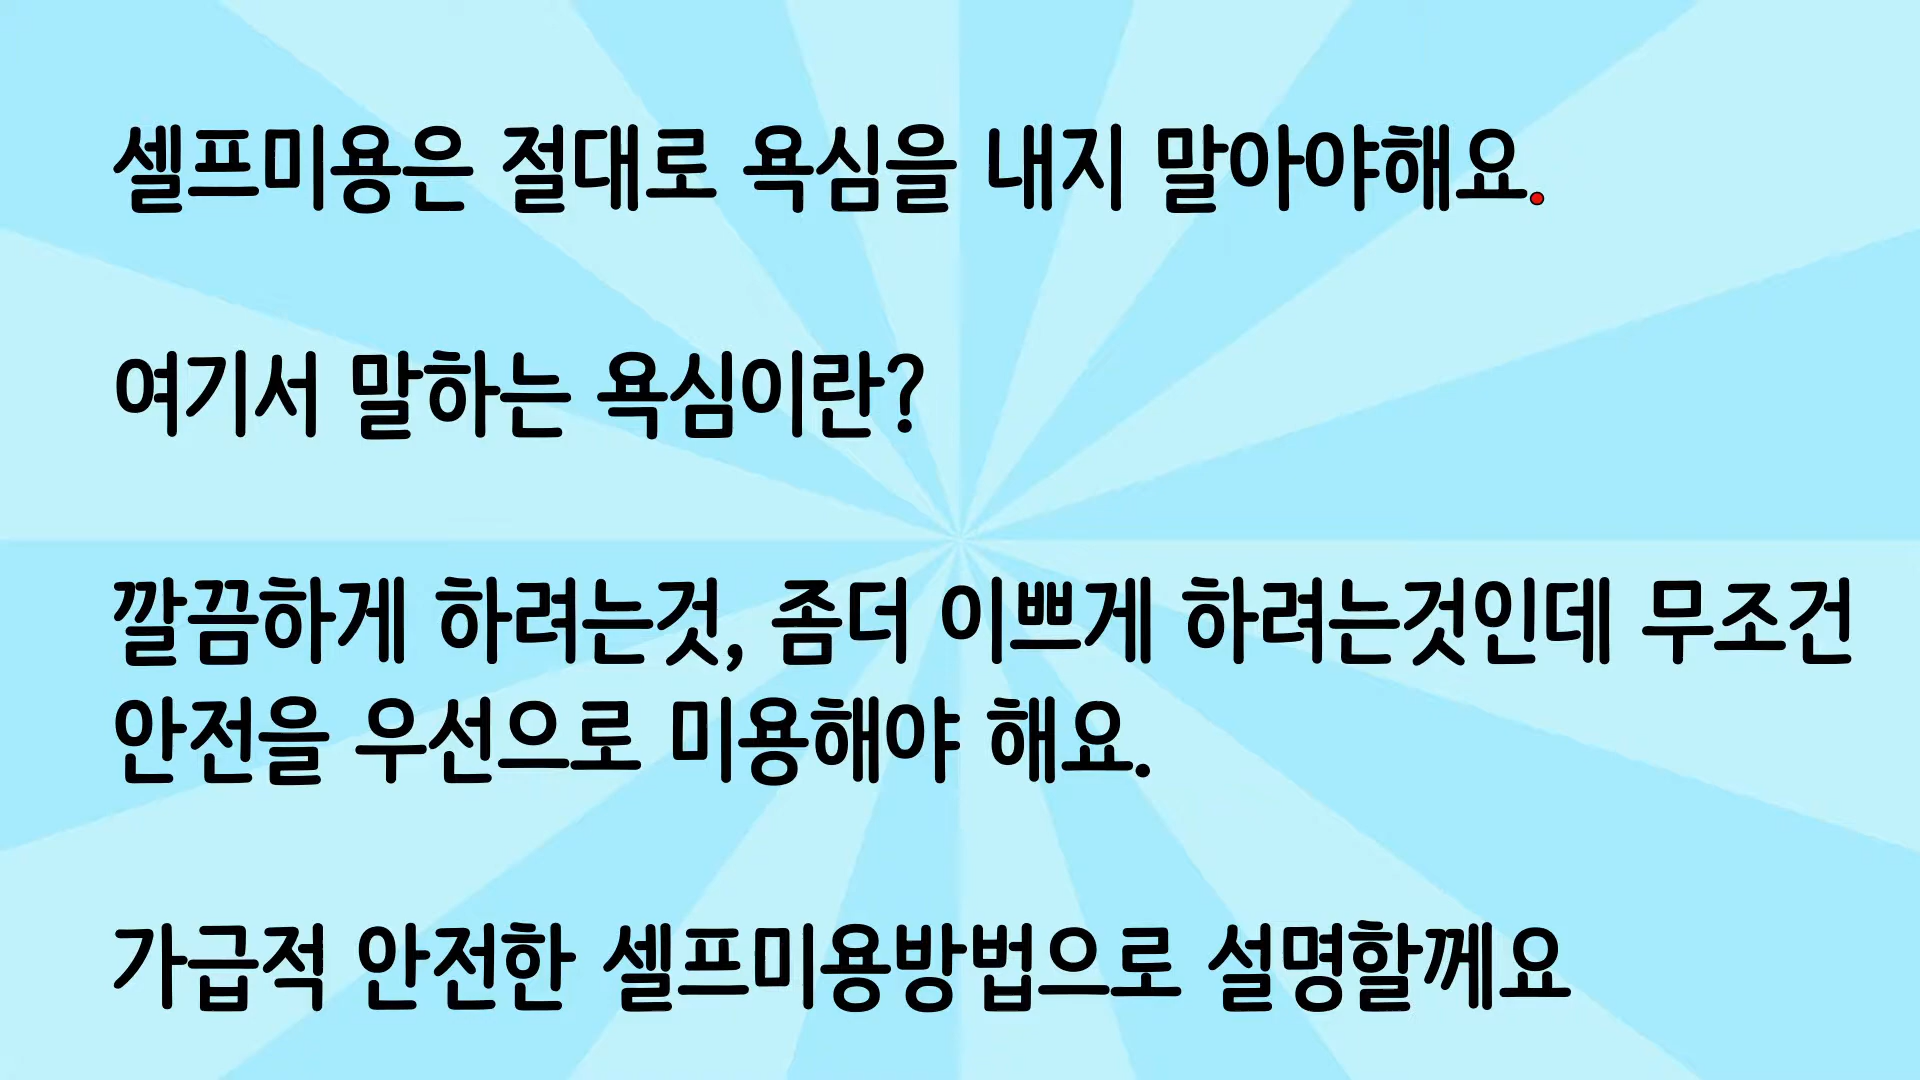 셀프미용은 절대로 욕심을 내지 말아야해요.
여기서 말하는 욕심이란?
깔끔하게 하려는것, 좀더 이쁘게 하려는것인데 무조건
안전을 우선으로 미용해야 해요.
가급적 안전한 셀프미용방법으로 설명할께요